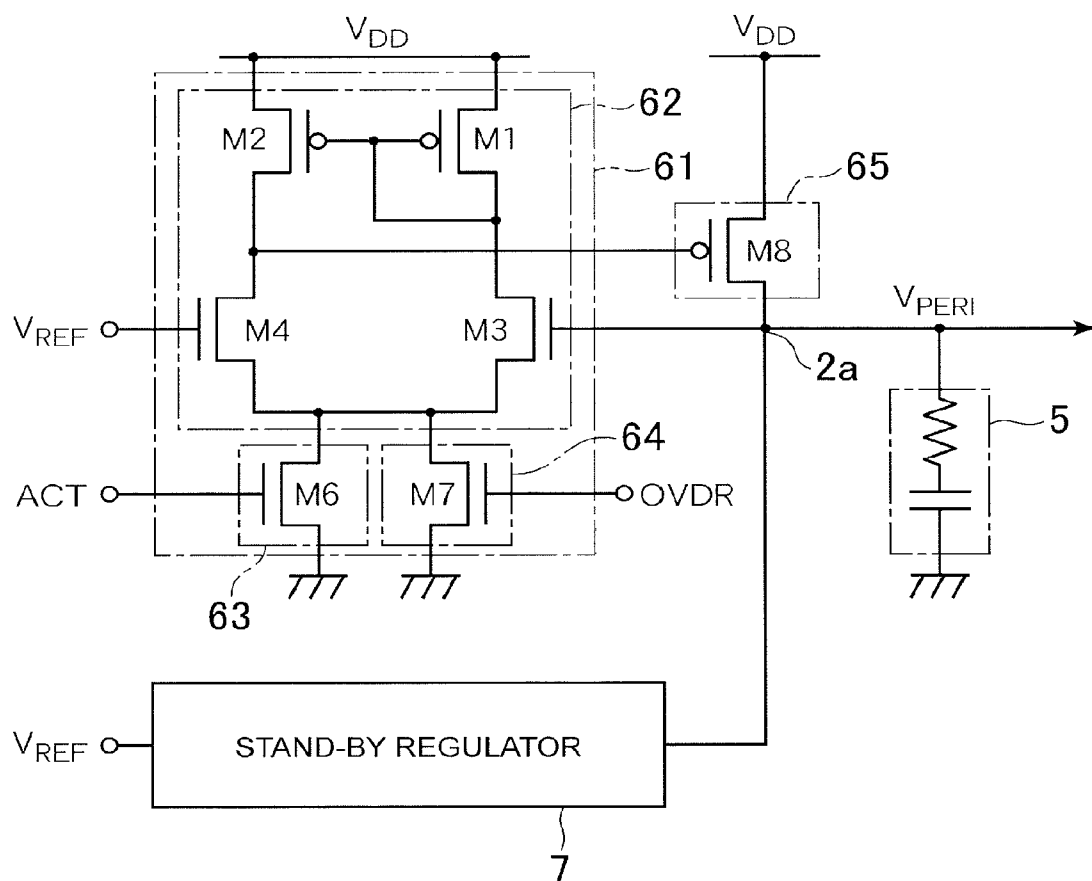 VDD
VDD
62
M2
M1
61
65
M8
VREF
M4
M3
VPERI
2a
5
64
ACT
M6
M7
OVDR
63
VREF
STAND-BY REGULATOR
7